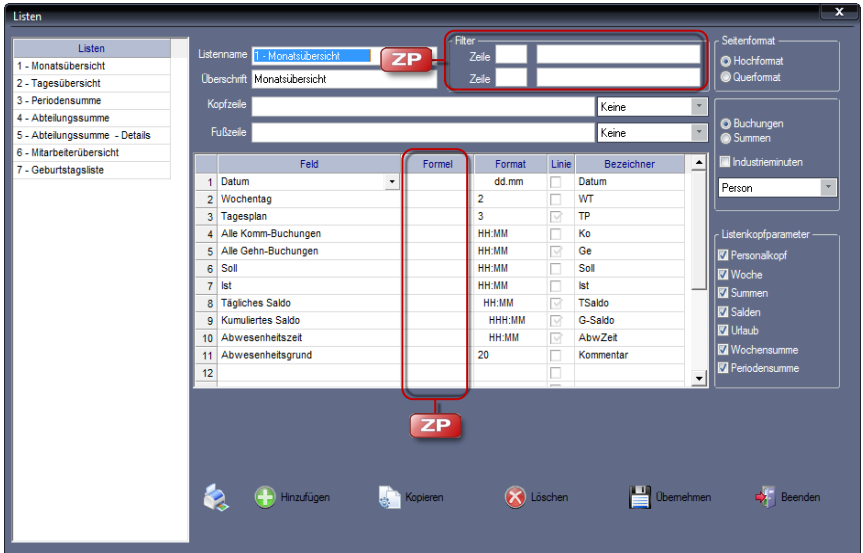 Listen
x
Listen
1 - Monatsübersicht
2 - Tagesübersicht
3 - Periodensumme
4 - Abteilungssumme
5 - Abteilungssumme - Details
6 - Mitarbeiterübersicht
7 - Geburtstagsliste
Listenname 1 - Monatsübersicht
Überschrift Monatsübersicht
ZP
Filter
Zeile
Zeile
Kopfzeile Keine
Fußzeile Keine
Feld Formel Format Linie Bezeichner
1 Datum dd.mm Datum
2 Wochentag 2 WT
3 Tagesplan 3 TP
4 Alle Komm-Buchungen HH:MM Ko
5 Alle Gehn-Buchungen HH:MM Ge
6 Soll HH:MM Soll
7 Ist HH:MM Ist
8 Tägliches Saldo HH:MM TSaldo
9 Kumuliertes Saldo HHH:MM G-Saldo
10 Abwesenheitszeit HH:MM AbwZeit
11 Abwesenheitsgrund 20 Kommentar
12
ZP
Seitenformat
Hochformat
Querformat
Buchungen
Summen
Industrieminuten
Person
Listenkopfparameter
Personalkopf
Woche
Summen
Salden
Urlaub
Wochensumme
Periodensumme
Hinzufügen Kopieren Löschen Übernehmen Beenden